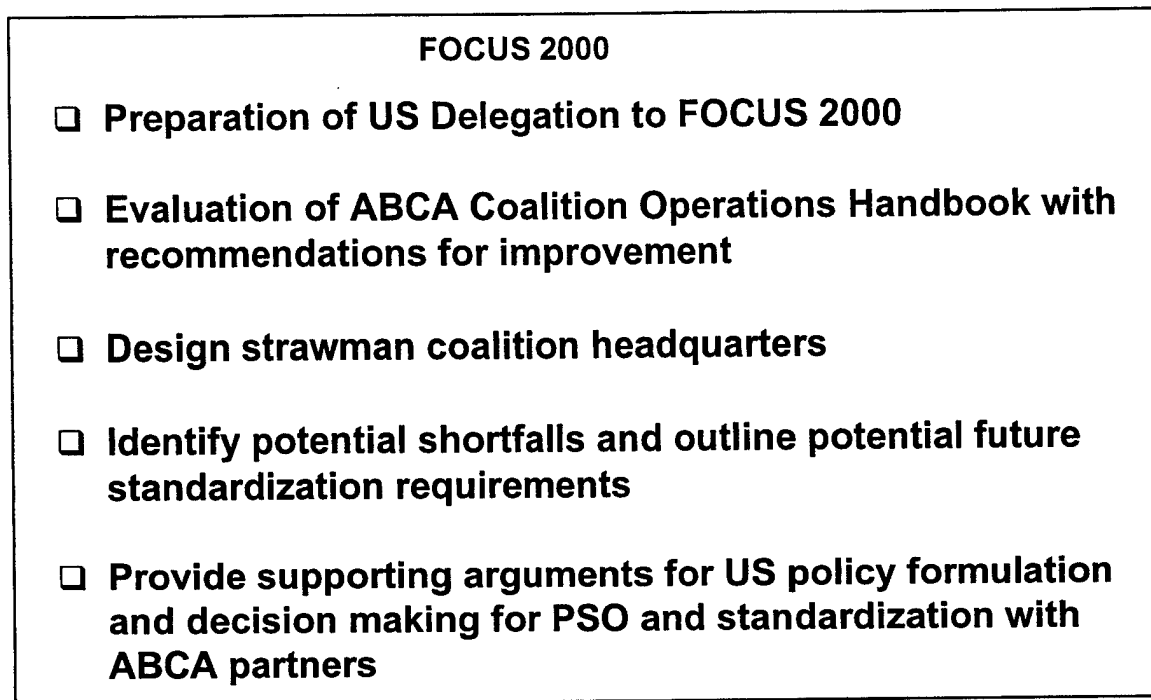 FOCUS 2000
❑ Preparation of US Delegation to FOCUS 2000
❑ Evaluation of ABCA Coalition Operations Handbook with
recommendations for improvement
❑ Design strawman coalition headquarters
❑ Identify potential shortfalls and outline potential future
standardization requirements
❑ Provide supporting arguments for US policy formulation
and decision making for PSO and standardization with
ABCA partners